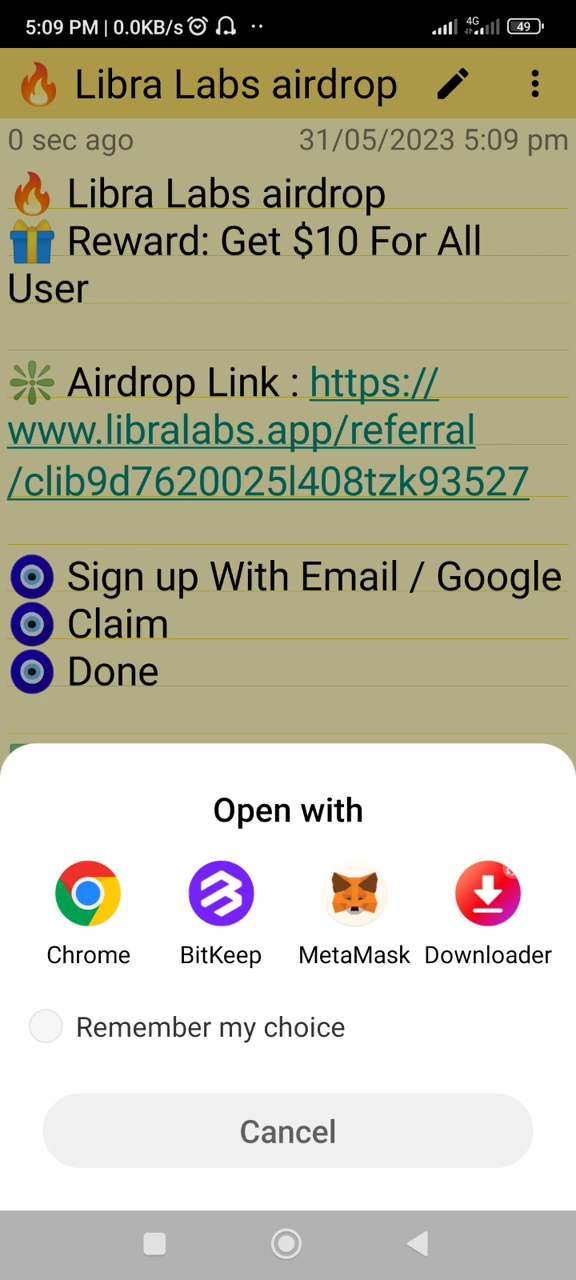 5:09 PM | 0.0KB/s
4G
49
🔥 Libra Labs airdrop
0 sec ago
31/05/2023 5:09 pm
🔥 Libra Labs airdrop
🎁 Reward: Get $10 For All
User
❇️ Airdrop Link : https://
www.libralabs.app/referral
/clib9d7620025l408tzk93527
🧿 Sign up With Email / Google
🧿 Claim
🧿 Done
Open with
Chrome
BitKeep
MetaMask
Downloader
Remember my choice
Cancel